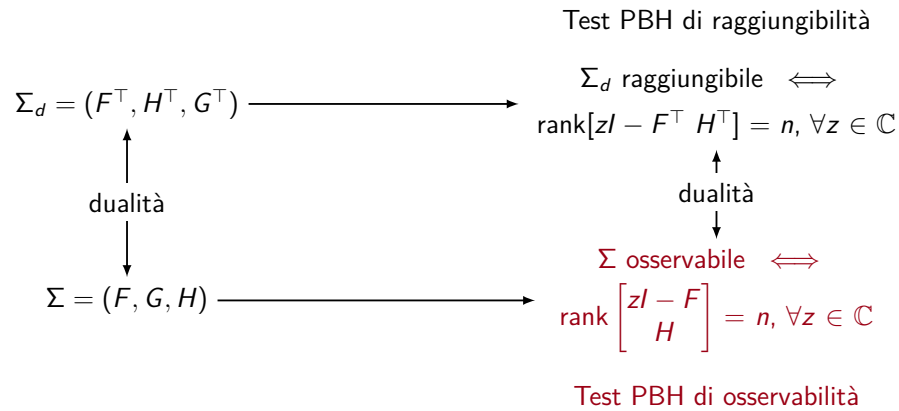 Test PBH di raggiungibilità
Σ_d raggiungibile ⟺
Σ_d = (F^⊤, H^⊤, G^⊤)
rank[zI − F^⊤ H^⊤] = n, ∀z ∈ ℂ
dualità
dualità
Σ osservabile ⟺
Σ = (F, G, H)
rank [zI − F; H] = n, ∀z ∈ ℂ
Test PBH di osservabilità